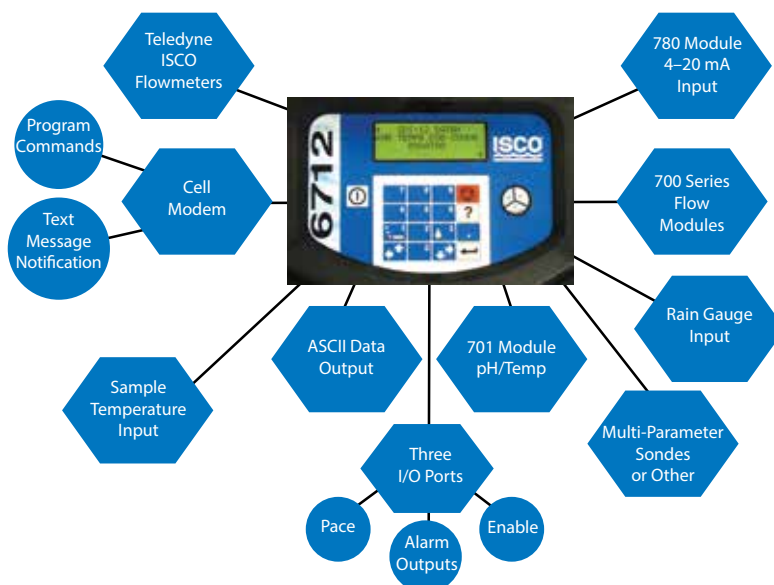 Teledyne
ISCO
Flowmeters
780 Module
4–20 mA
Input
Program
Commands
Cell
Modem
Text
Message
Notification
6712
ISCO
?
700 Series
Flow
Modules
Rain Gauge
Input
ASCII Data
Output
701 Module
pH/Temp
Sample
Temperature
Input
Multi-Parameter
Sondes
or Other
Three
I/O Ports
Pace
Alarm
Outputs
Enable